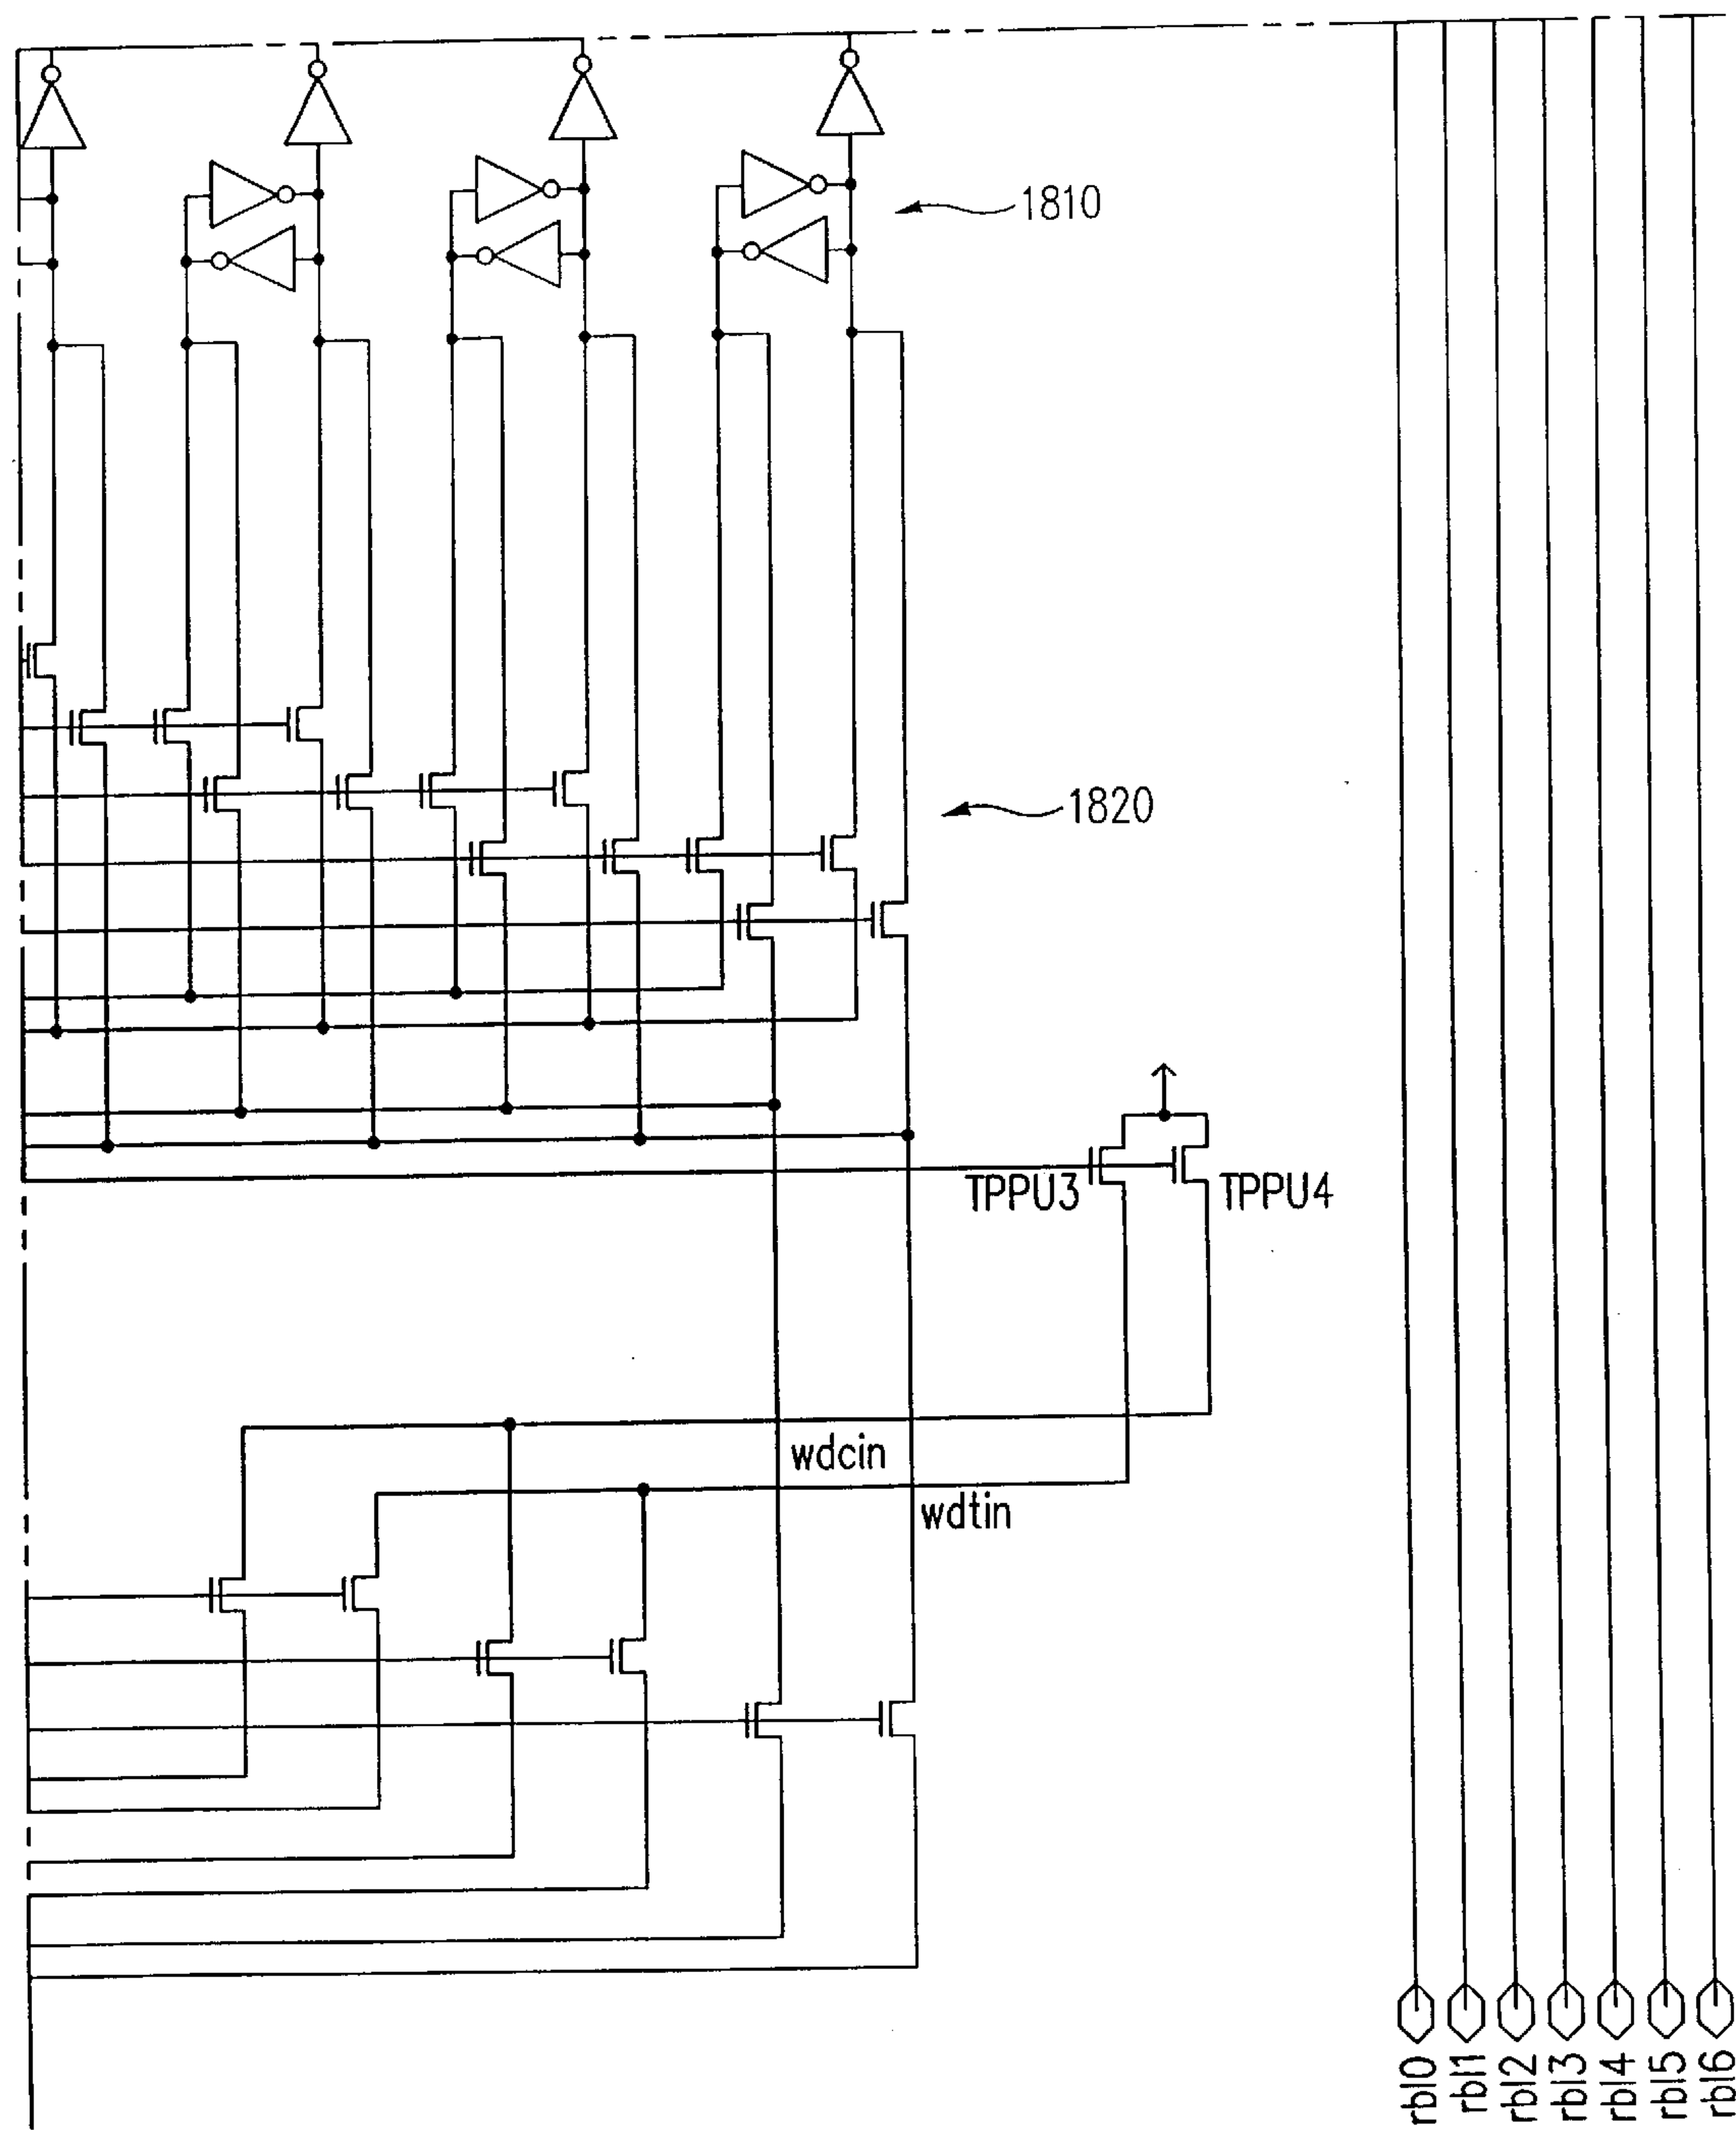 1810
1820
TPPU3
TPPU4
wdcin
wdtin
rbl0
rbl1
rbl2
rbl3
rbl4
rbl5
rbl6